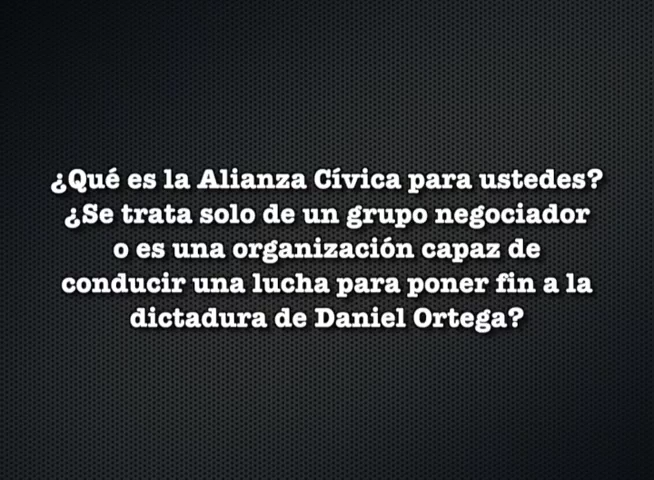 ¿Qué es la Alianza Cívica para ustedes?
¿Se trata solo de un grupo negociador
o es una organización capaz de
conducir una lucha para poner fin a la
dictadura de Daniel Ortega?